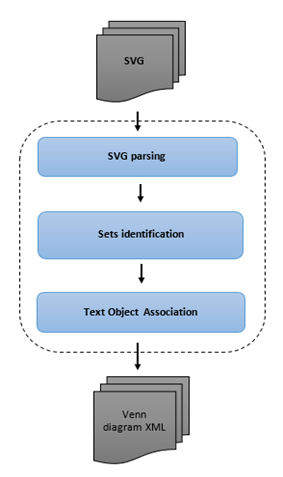 SVG
SVG parsing
Sets identification
Text Object Association
Venn
diagram XML